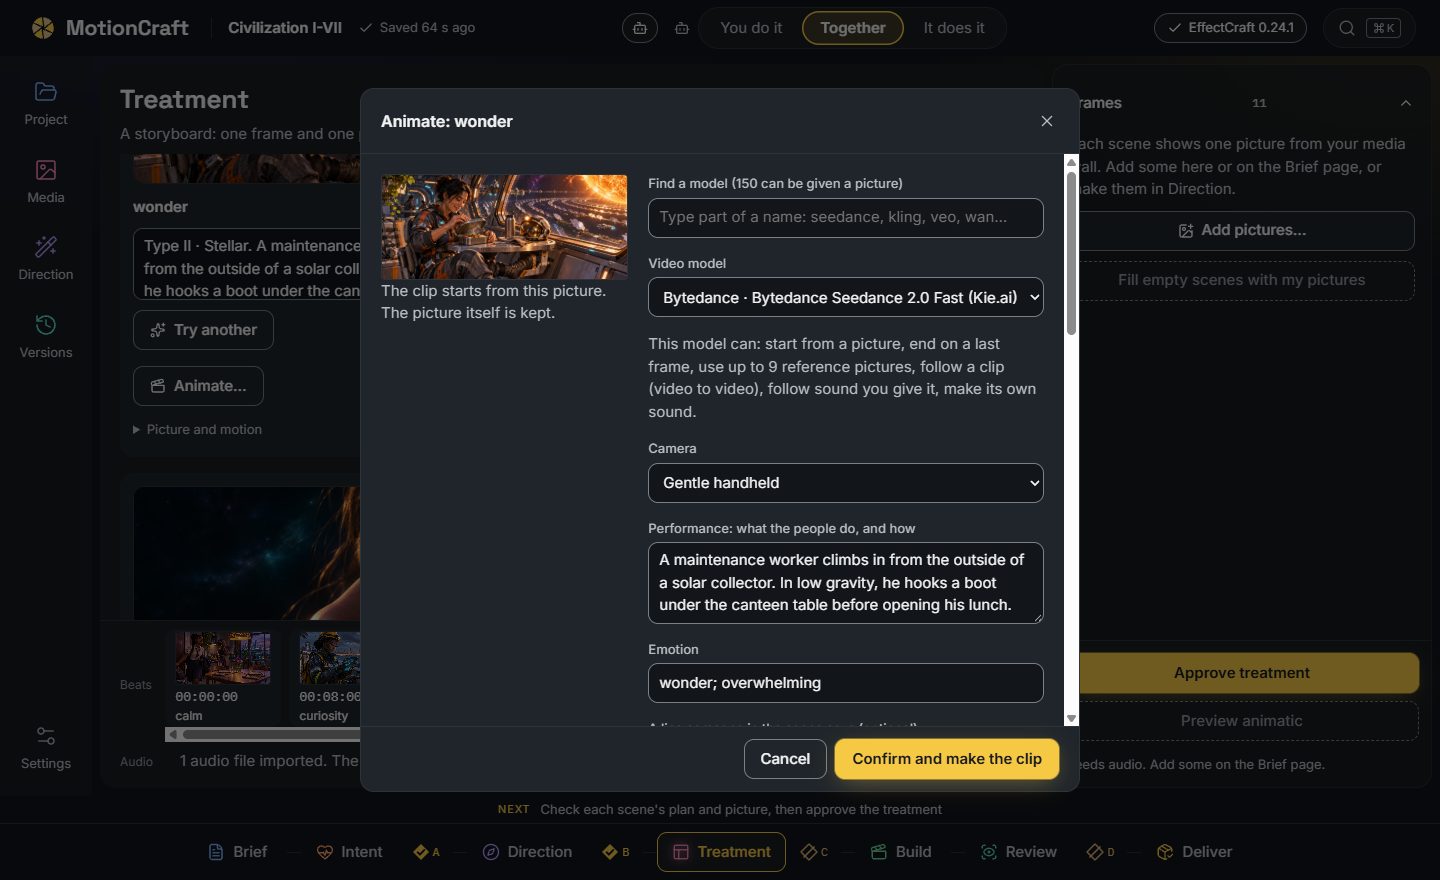 MotionCraft
Civilization I-VII
Saved 64 s ago
You do it
Together
It does it
EffectCraft 0.24.1
⌘K
Project
Media
Direction
Versions
Settings
Treatment
A storyboard: one frame and one
wonder
Type II · Stellar. A maintenance
from the outside of a solar coll
he hooks a boot under the can
Try another
Animate...
Picture and motion
Beats
00:00:00
calm
00:08:00
curiosity
Audio
1 audio file imported. The
Animate: wonder
The clip starts from this picture.
The picture itself is kept.
Find a model (150 can be given a picture)
Type part of a name: seedance, kling, veo, wan...
Video model
Bytedance · Bytedance Seedance 2.0 Fast (Kie.ai)
This model can: start from a picture, end on a last
frame, use up to 9 reference pictures, follow a clip
(video to video), follow sound you give it, make its own
sound.
Camera
Gentle handheld
Performance: what the people do, and how
A maintenance worker climbs in from the outside of
a solar collector. In low gravity, he hooks a boot
under the canteen table before opening his lunch.
Emotion
wonder; overwhelming
Cancel
Confirm and make the clip
rames
11
ach scene shows one picture from your media
all. Add some here or on the Brief page, or
ake them in Direction.
Add pictures...
Fill empty scenes with my pictures
Approve treatment
Preview animatic
eeds audio. Add some on the Brief page.
NEXT Check each scene's plan and picture, then approve the treatment
Brief
Intent
A
Direction
B
Treatment
C
Build
Review
D
Deliver